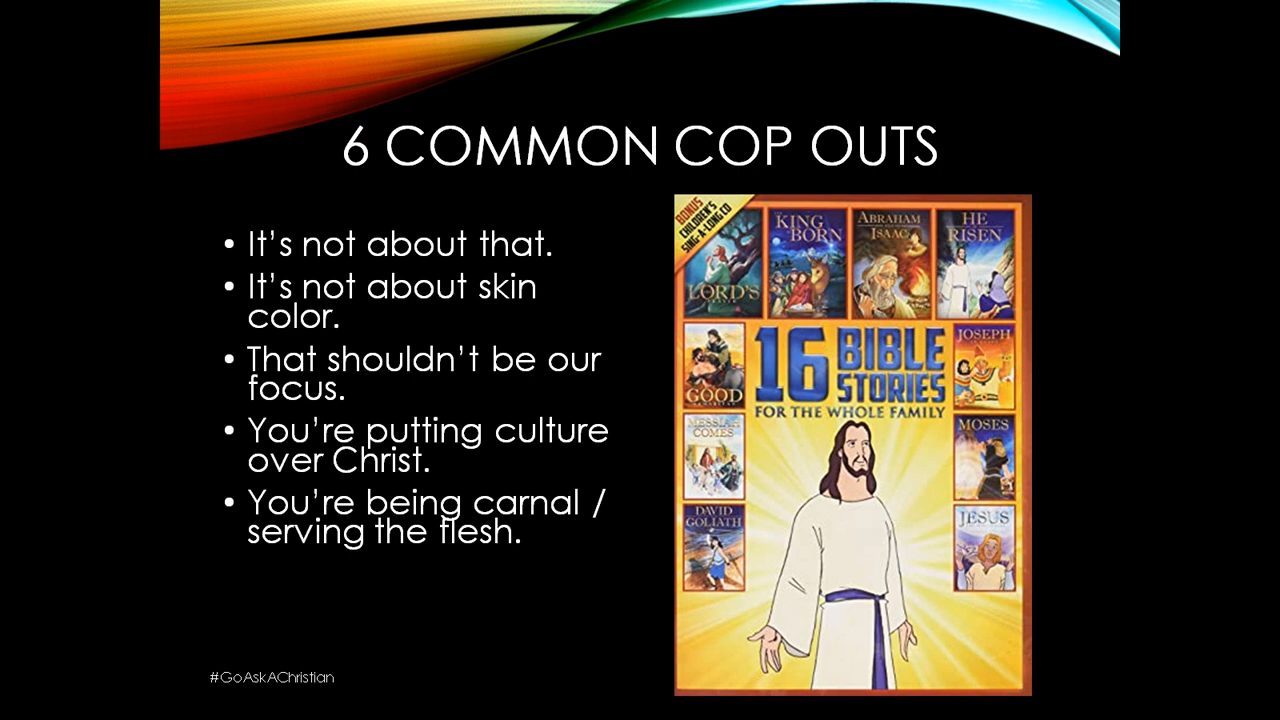 6 COMMON COP OUTS
• It's not about that.
• It's not about skin
color.
• That shouldn't be our
focus.
• You're putting culture
over Christ.
• You're being carnal /
serving the flesh.
BONUS
CHILDREN'S
SING-A-LONG CD
LORD'S
KING
BORN
ABRAHAM
ISAAC
HE
RISEN
GOOD
16 BIBLE
STORIES
FOR THE WHOLE FAMILY
JOSEPH
MESSIAH
COMES
MOSES
DAVID
GOLIATH
JESUS
#GoAskAChristian